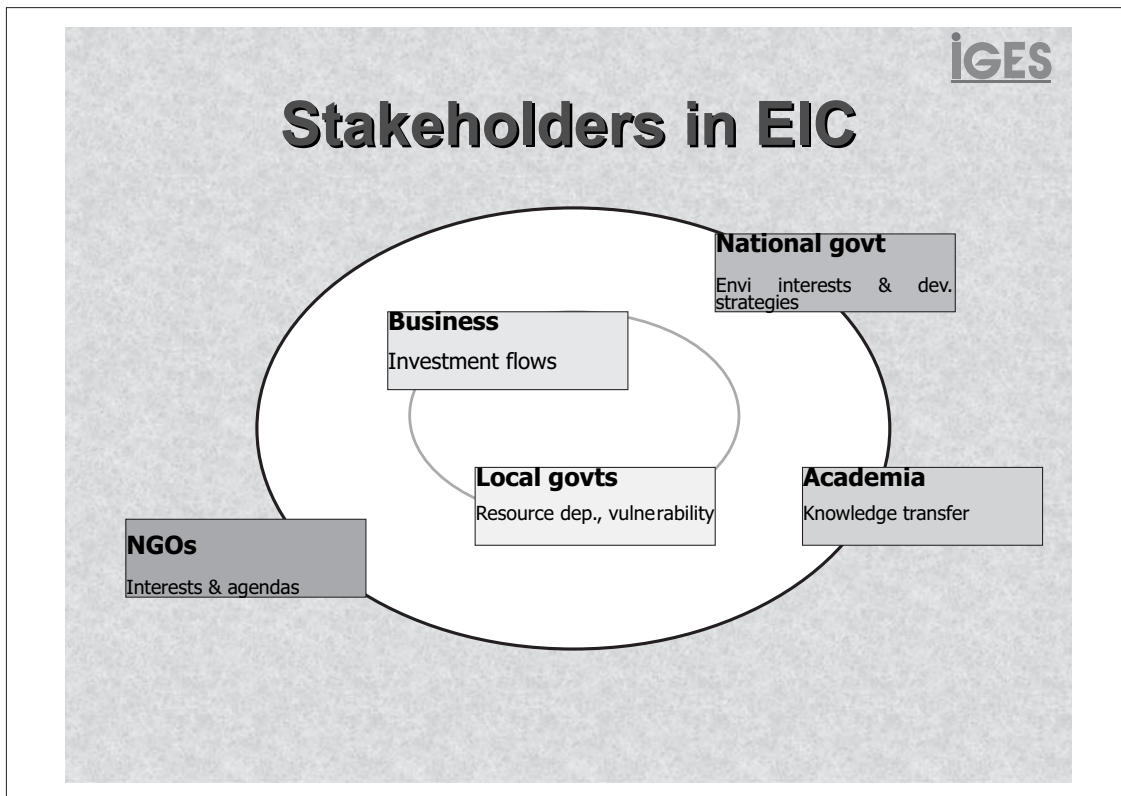 IGES
Stakeholders in EIC
National govt
Envi interests & dev.
strategies
Business
Investment flows
Local govts
Resource dep., vulnerability
Academia
Knowledge transfer
NGOs
Interests & agendas